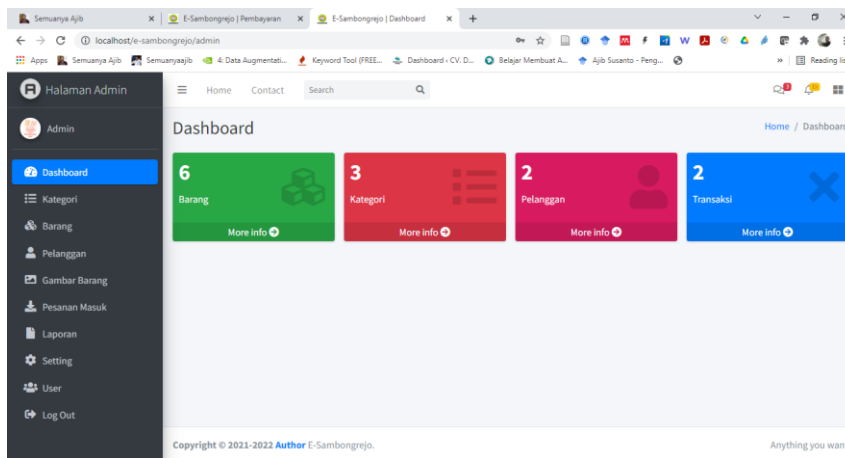 Semuanya Ajib
E-Sambongrejo | Pembayaran
E-Sambongrejo | Dashboard
localhost/e-sambongrejo/admin
Apps Semuanya Ajib Semuanyaajib 4: Data Augmentati... Keyword Tool (FREE... Dashboard - CV. D... Belajar Membuat A... Ajib Susanto - Peng... » Reading lis
Halaman Admin
Home Contact Search
Admin
Dashboard
Home / Dashboard
Dashboard
Kategori
Barang
Pelanggan
Gambar Barang
Pesanan Masuk
Laporan
Setting
User
Log Out
6
Barang
More info
3
Kategori
More info
2
Pelanggan
More info
2
Transaksi
More info
Copyright © 2021-2022 Author E-Sambongrejo.
Anything you wan